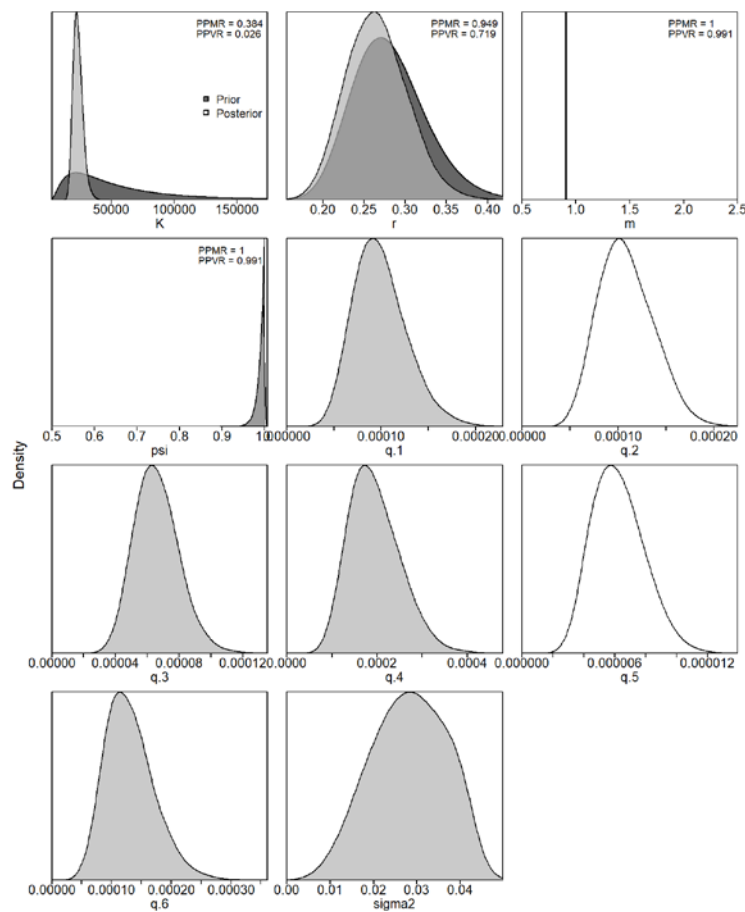 PPMR = 0.384
PPVR = 0.026
Prior
Posterior
50000 100000 150000
K
PPMR = 0.949
PPVR = 0.719
0.20 0.25 0.30 0.35 0.40
r
PPMR = 1
PPVR = 0.991
0.5 1.0 1.5 2.0 2.5
m
PPMR = 1
PPVR = 0.991
0.5 0.6 0.7 0.8 0.9 1.0
psi
0.00000 0.00010 0.00020
q.1
0.00000 0.00010 0.00020
q.2
Density
0.00000 0.00004 0.00008 0.00012
q.3
0.0000 0.0002 0.0004
q.4
0.000000 0.000006 0.000012
q.5
0.00000 0.00010 0.00020 0.00030
q.6
0.00 0.01 0.02 0.03 0.04
sigma2